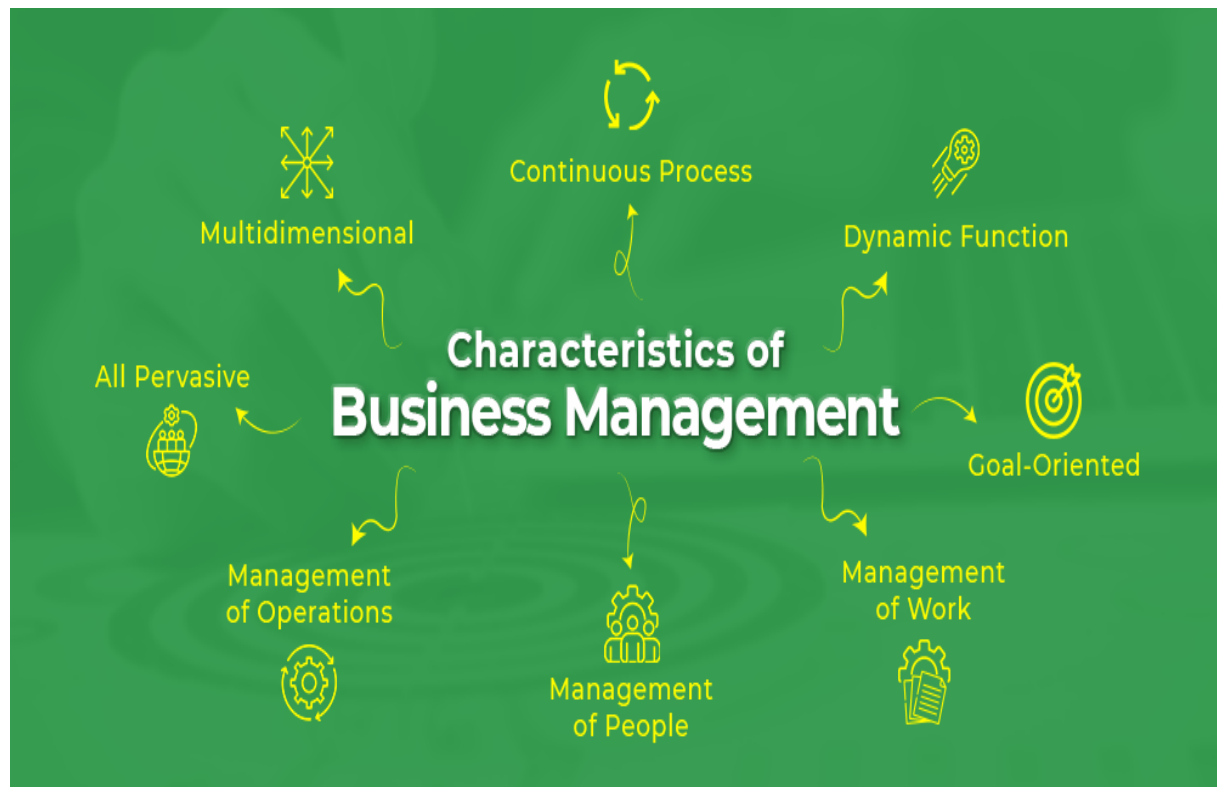 Continuous Process
Multidimensional
Dynamic Function
Characteristics of
Business Management
All Pervasive
Goal-Oriented
Management
of Operations
Management
of People
Management
of Work